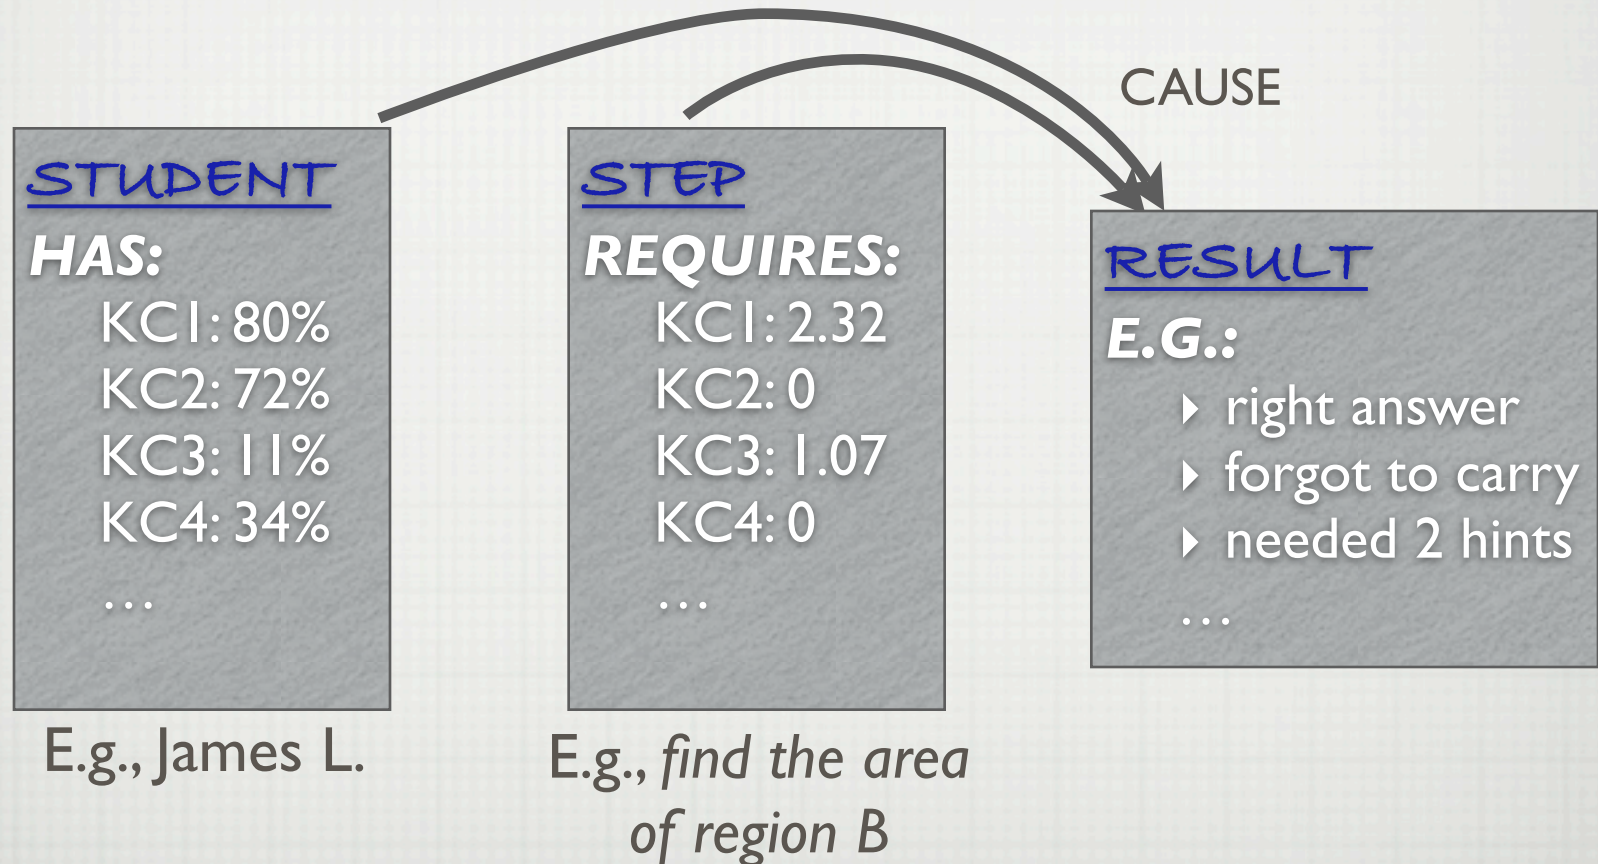 CAUSE
STUDENT
HAS:
KC1: 80%
KC2: 72%
KC3: 11%
KC4: 34%
…
E.g., James L.
STEP
REQUIRES:
KC1: 2.32
KC2: 0
KC3: 1.07
KC4: 0
…
E.g., find the area
of region B
RESULT
E.G.:
‣ right answer
‣ forgot to carry
‣ needed 2 hints
…